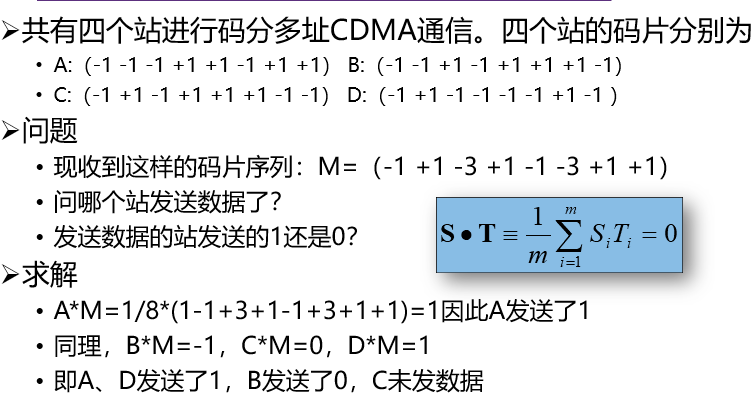 ➢共有四个站进行码分多址CDMA通信。四个站的码片分别为
• A:（-1 -1 -1 +1 +1 -1 +1 +1） B:（-1 -1 +1 -1 +1 +1 +1 -1）
• C:（-1 +1 -1 +1 +1 +1 -1 -1） D:（-1 +1 -1 -1 -1 -1 +1 -1 ）
➢问题
• 现收到这样的码片序列：M=（-1 +1 -3 +1 -1 -3 +1 +1）
• 问哪个站发送数据了？
• 发送数据的站发送的1还是0？
S • T ≡ 1/m ∑_{i=1}^{m} S_i T_i = 0
➢求解
• A*M=1/8*(1-1+3+1-1+3+1+1)=1因此A发送了1
• 同理，B*M=-1，C*M=0，D*M=1
• 即A、D发送了1，B发送了0，C未发数据